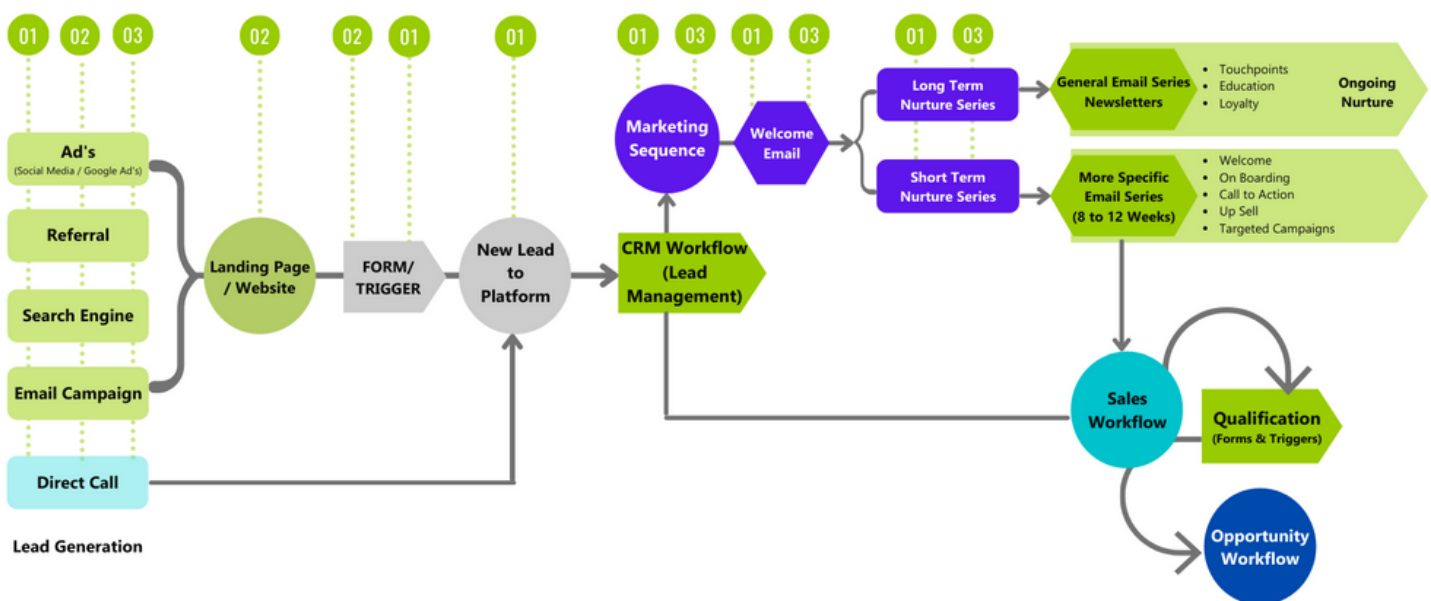 01
02
03
02
02
01
01
01
03
01
03
01
03
Ad's
(Social Media / Google Ad's)
Referral
Search Engine
Email Campaign
Direct Call
Lead Generation
Landing Page
/ Website
FORM/
TRIGGER
New Lead
to
Platform
CRM Workflow
(Lead
Management)
Marketing
Sequence
Welcome
Email
Long Term
Nurture Series
Short Term
Nurture Series
General Email Series
Newsletters
• Touchpoints
• Education
• Loyalty
Ongoing
Nurture
More Specific
Email Series
(8 to 12 Weeks)
• Welcome
• On Boarding
• Call to Action
• Up Sell
• Targeted Campaigns
Sales
Workflow
Qualification
(Forms & Triggers)
Opportunity
Workflow